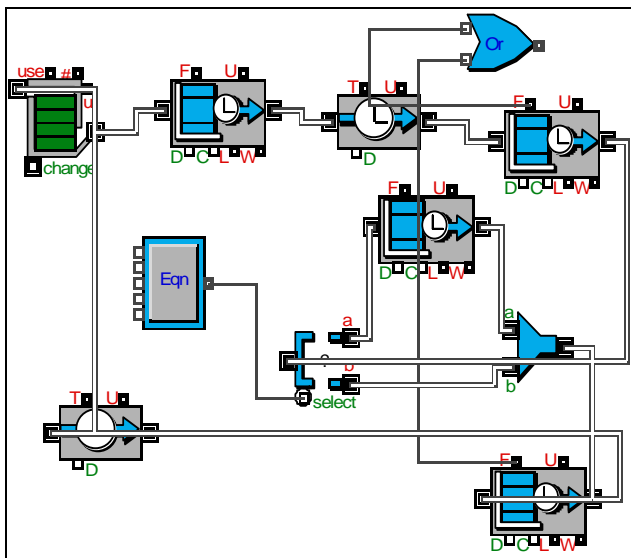 Or
use #
u
change
F U
D C L W
T U
D
F U
D C L W
F U
D C L W
Eqn
a
?
b
select
a
b
T U
D
F U
D C L W